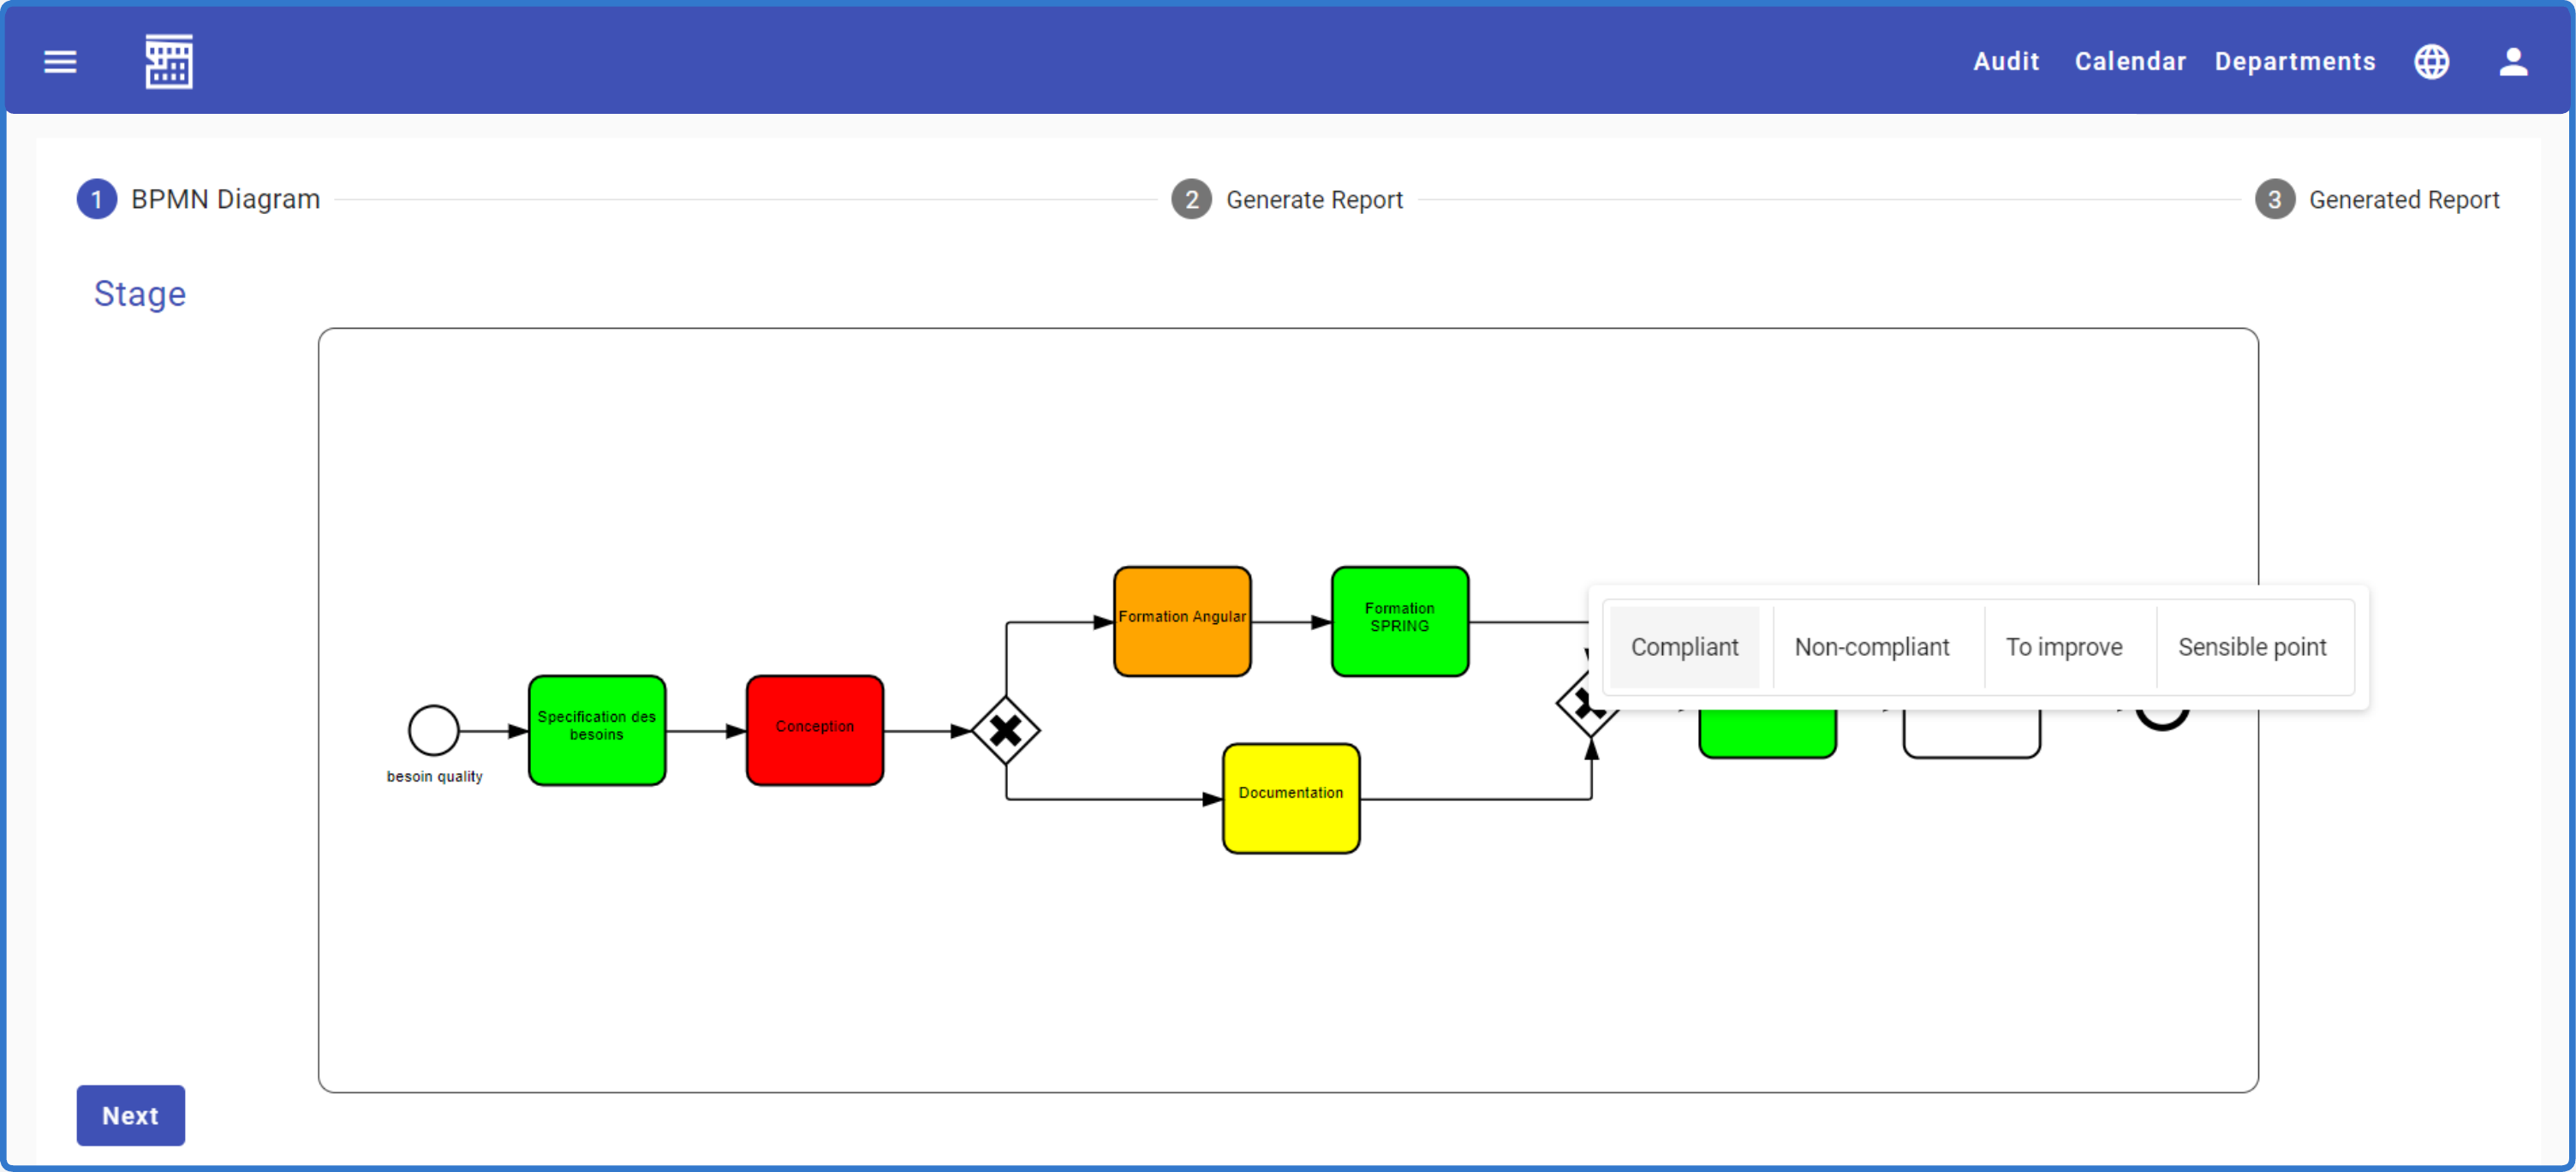 Audit Calendar Departments
1 BPMN Diagram 2 Generate Report 3 Generated Report
Stage
Formation Angular
Formation
SPRING
Compliant Non-compliant To improve Sensible point
Specification des
besoins
Conception
besoin quality
Documentation
Next